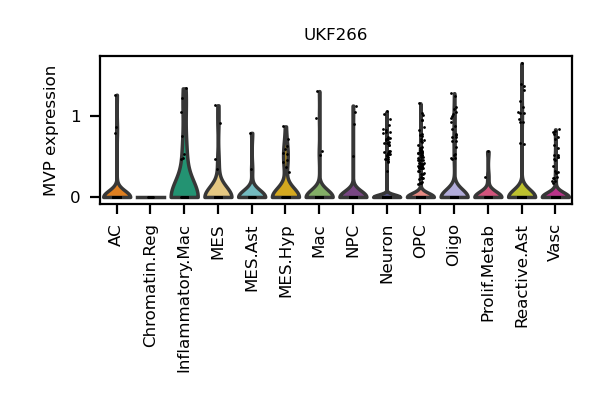 UKF266
MVP expression
1
0
AC
Chromatin.Reg
Inflammatory.Mac
MES
MES.Ast
MES.Hyp
Mac
NPC
Neuron
OPC
Oligo
Prolif.Metab
Reactive.Ast
Vasc